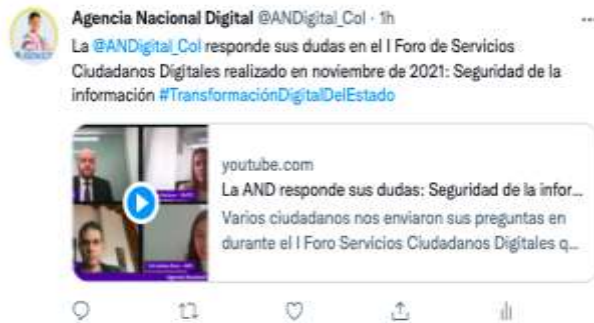 Agencia Nacional Digital @ANDigital_Col · 1h
La @ANDigital_Col responde sus dudas en el I Foro de Servicios
Ciudadanos Digitales realizado en noviembre de 2021: Seguridad de la
información #TransformaciónDigitalDelEstado
youtube.com
La AND responde sus dudas: Seguridad de la infor...
Varios ciudadanos nos enviaron sus preguntas en
durante el I Foro Servicios Ciudadanos Digitales q...